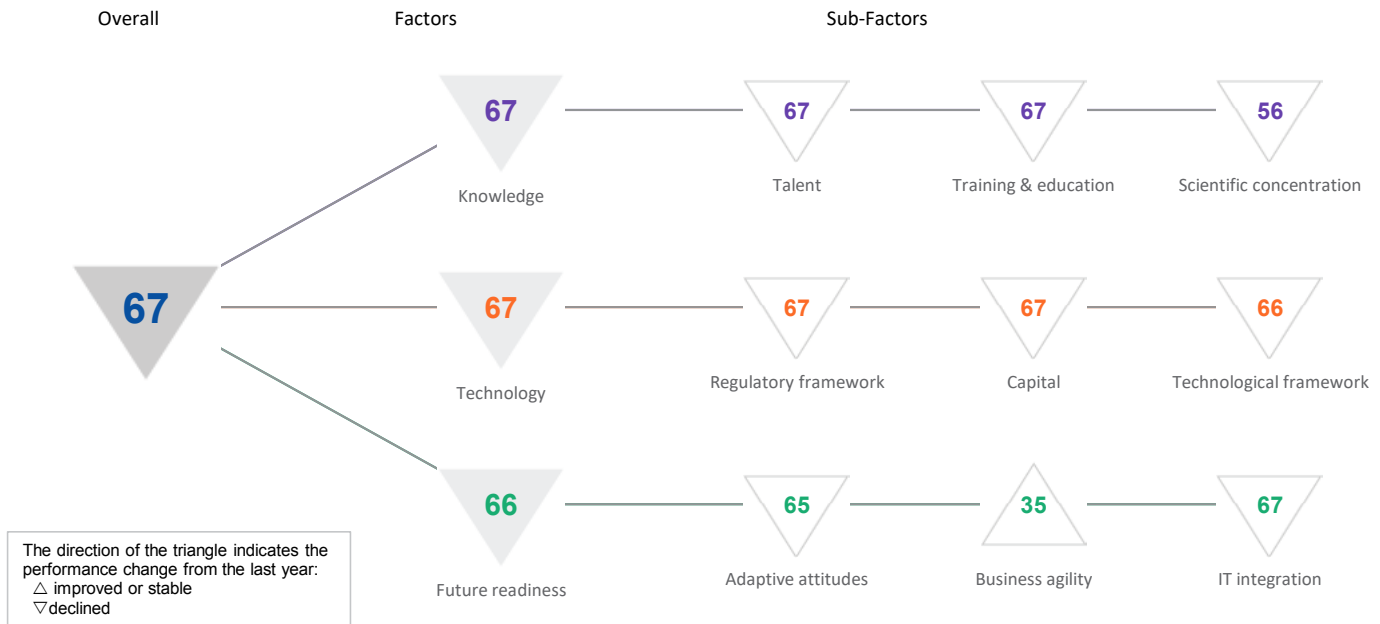 Overall Factors Sub-Factors
67 67 67 56
Knowledge Talent Training & education Scientific concentration
67
67 67 67 66
Technology Regulatory framework Capital Technological framework
66 65 35 67
Future readiness Adaptive attitudes Business agility IT integration
The direction of the triangle indicates the
performance change from the last year:
△ improved or stable
▽declined